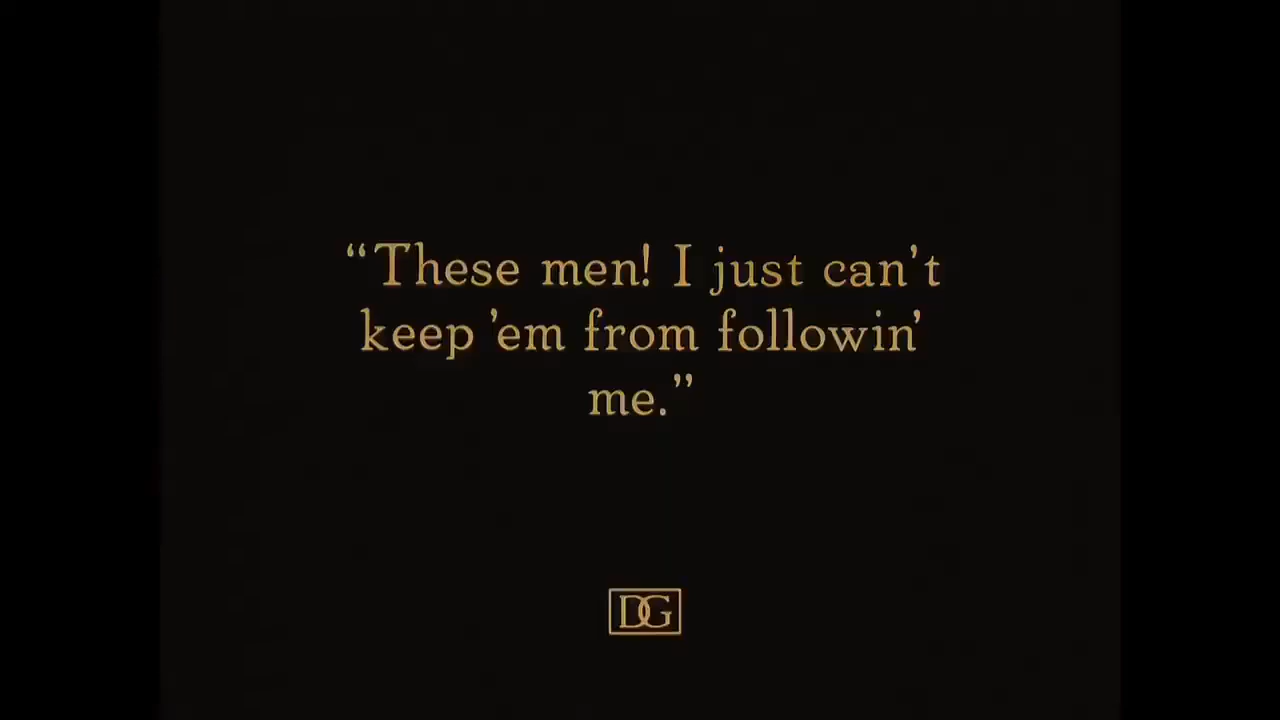 “These men! I just can’t
keep ’em from followin’
me.”
DG